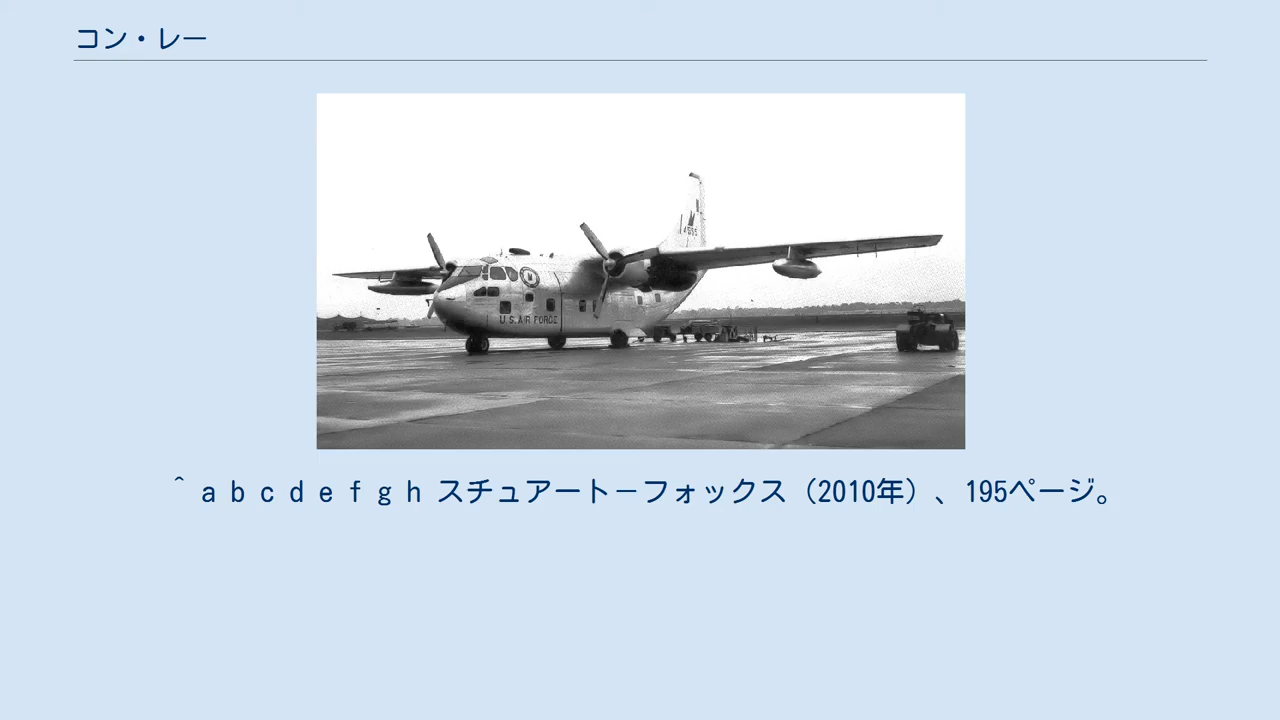 コン・レー
U.S. AIR FORCE
^ a b c d e f g h スチュアート－フォックス（2010年）、195ページ。